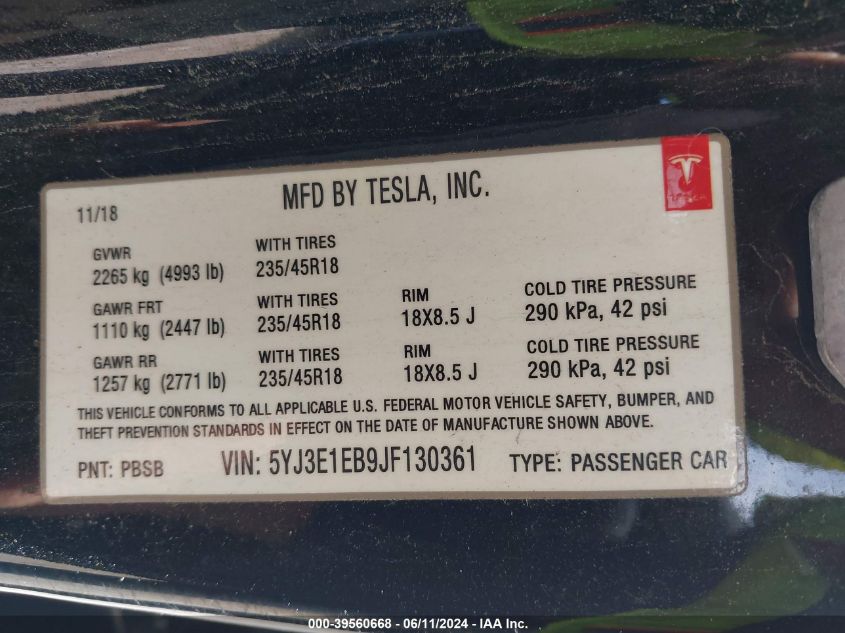 MFD BY TESLA, INC.
11/18
GVWR
2265 kg (4993 lb)
WITH TIRES
235/45R18
GAWR FRT
1110 kg (2447 lb)
WITH TIRES
235/45R18
RIM
18X8.5 J
COLD TIRE PRESSURE
290 kPa, 42 psi
GAWR RR
1257 kg (2771 lb)
WITH TIRES
235/45R18
RIM
18X8.5 J
COLD TIRE PRESSURE
290 kPa, 42 psi
THIS VEHICLE CONFORMS TO ALL APPLICABLE U.S. FEDERAL MOTOR VEHICLE SAFETY, BUMPER, AND
THEFT PREVENTION STANDARDS IN EFFECT ON THE DATE OF MANUFACTURE SHOWN ABOVE.
PNT: PBSB VIN: 5YJ3E1EB9JF130361 TYPE: PASSENGER CAR
000-39560668 - 06/11/2024 - IAA Inc.